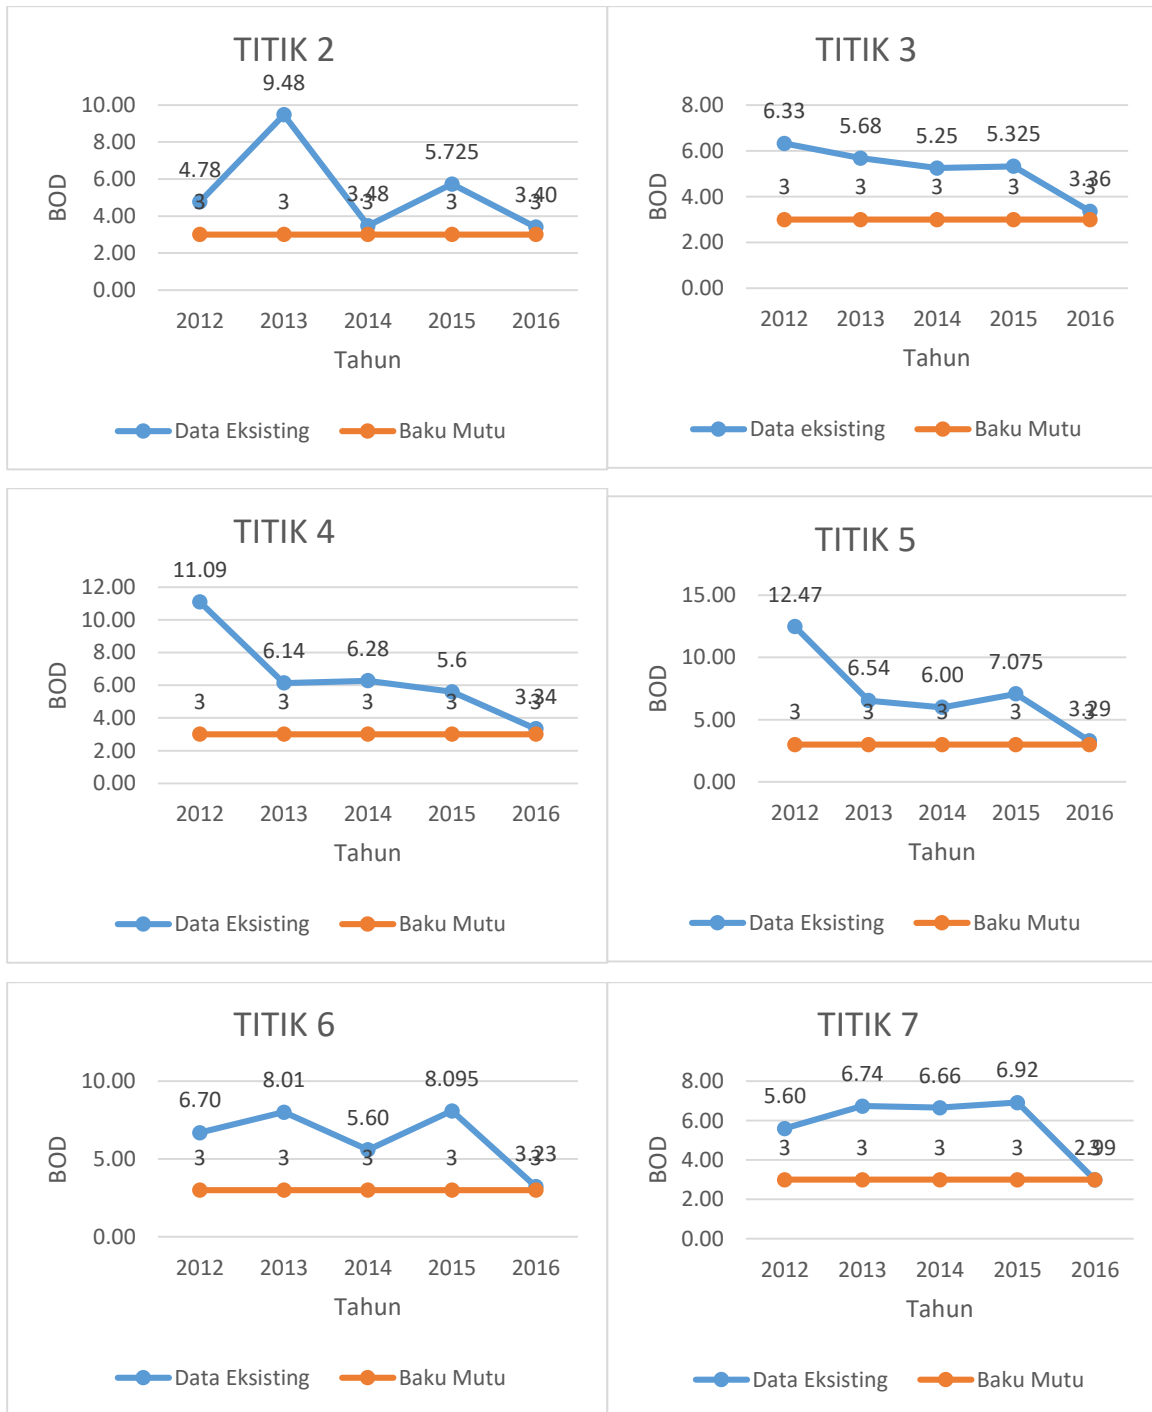 TITIK 2
9.48
10.00
8.00
6.00
4.00
2.00
0.00
BOD
4.78
3.48
5.725
3.40
3 3 3 3 3
2012 2013 2014 2015 2016
Tahun
Data Eksisting Baku Mutu
TITIK 3
8.00
6.00
4.00
2.00
0.00
BOD
6.33 5.68 5.25 5.325 3.36
3 3 3 3 3
2012 2013 2014 2015 2016
Tahun
Data eksisting Baku Mutu
TITIK 4
11.09
12.00
10.00
8.00
6.00
4.00
2.00
0.00
BOD
6.14 6.28 5.6 3.34
3 3 3 3 3
2012 2013 2014 2015 2016
Tahun
Data Eksisting Baku Mutu
TITIK 5
15.00
10.00
5.00
0.00
BOD
12.47 6.54 6.00 7.075 3.29
3 3 3 3 3
2012 2013 2014 2015 2016
Tahun
Data Eksisting Baku Mutu
TITIK 6
10.00
5.00
0.00
BOD
6.70 8.01 5.60 8.095 3.23
3 3 3 3 3
2012 2013 2014 2015 2016
Tahun
Data Eksisting Baku Mutu
TITIK 7
8.00
6.00
4.00
2.00
0.00
BOD
5.60 6.74 6.66 6.92 2.99
3 3 3 3 3
2012 2013 2014 2015 2016
Tahun
Data Eksisting Baku Mutu